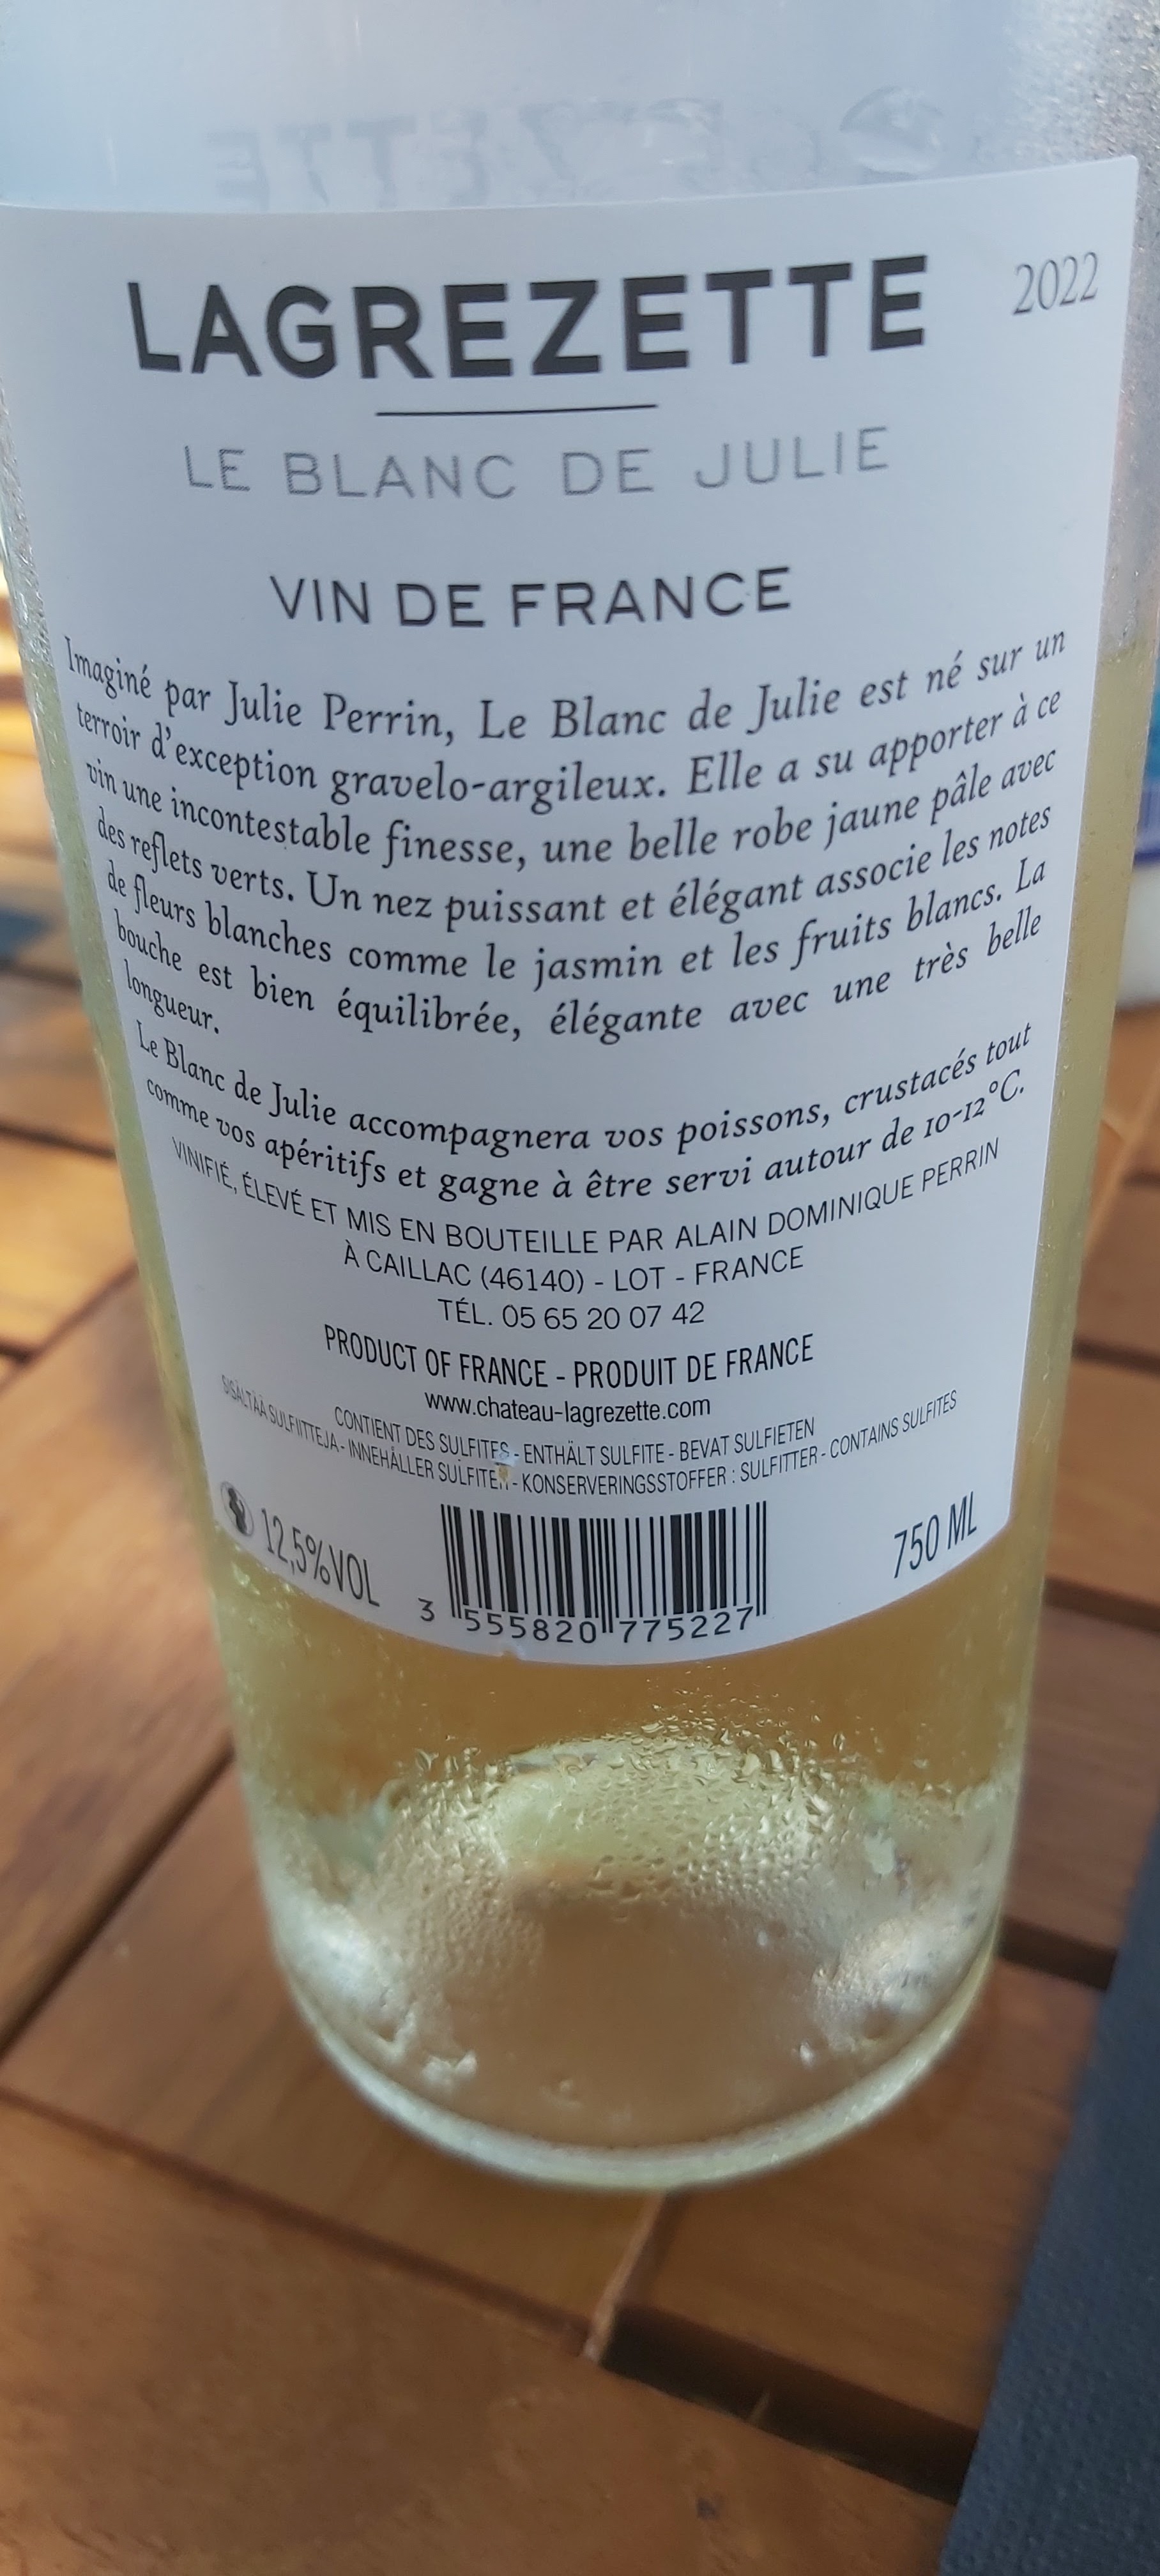 LAGREZETTE 2022
LE BLANC DE JULIE
VIN DE FRANCE
Imaginé par Julie Perrin, Le Blanc de Julie est né sur un
terroir d'exception gravelo-argileux. Elle a su apporter à ce
vin une incontestable finesse, une belle robe jaune pâle avec
des reflets verts. Un nez puissant et élégant associe les notes
de fleurs blanches comme le jasmin et les fruits blancs. La
bouche est bien équilibrée, élégante avec une très belle
longueur.
Le Blanc de Julie accompagnera vos poissons, crustacés tout
comme vos apéritifs et gagne à être servi autour de 10-12°C.
VINIFIÉ, ÉLEVÉ ET MIS EN BOUTEILLE PAR ALAIN DOMINIQUE PERRIN
À CAILLAC (46140) - LOT - FRANCE
TÉL. 05 65 20 07 42
PRODUCT OF FRANCE - PRODUIT DE FRANCE
www.chateau-lagrezette.com
CONTIENT DES SULFITES - ENTHÄLT SULFITE - BEVAT SULFIETEN
SISÄLTÄÄ SULFIITTEJA - INNEHÅLLER SULFITER - KONSERVERINGSSTOFFER : SULFITTER - CONTAINS SULFITES
12,5%VOL 750 ML
3 555820 775227